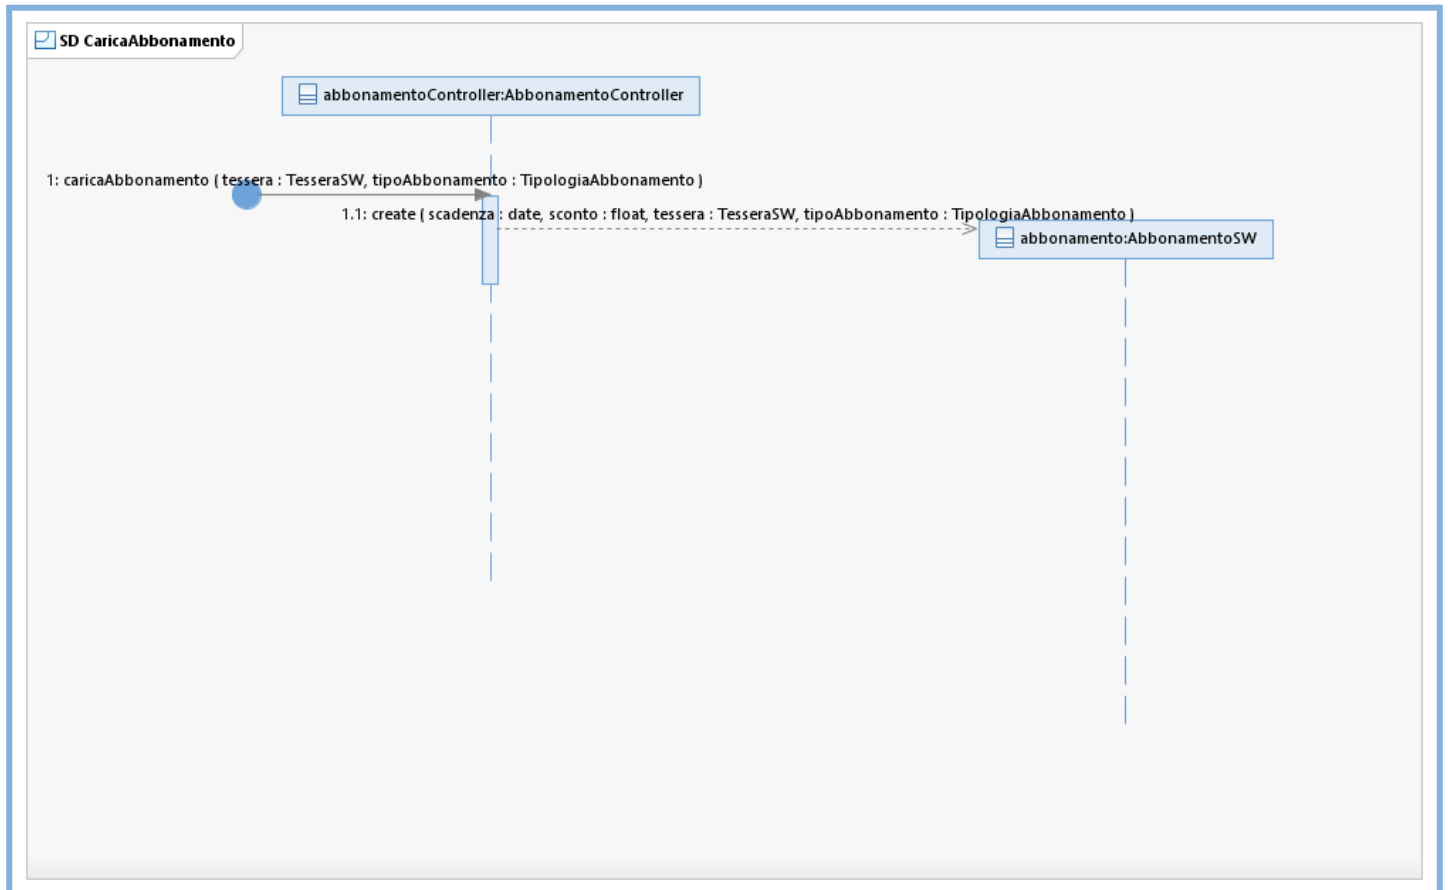 SD CaricaAbbonamento
abbonamentoController:AbbonamentoController
1: caricaAbbonamento ( tessera : TesseraSW, tipoAbbonamento : TipologiaAbbonamento )
1.1: create ( scadenza : date, sconto : float, tessera : TesseraSW, tipoAbbonamento : TipologiaAbbonamento )
abbonamento:AbbonamentoSW